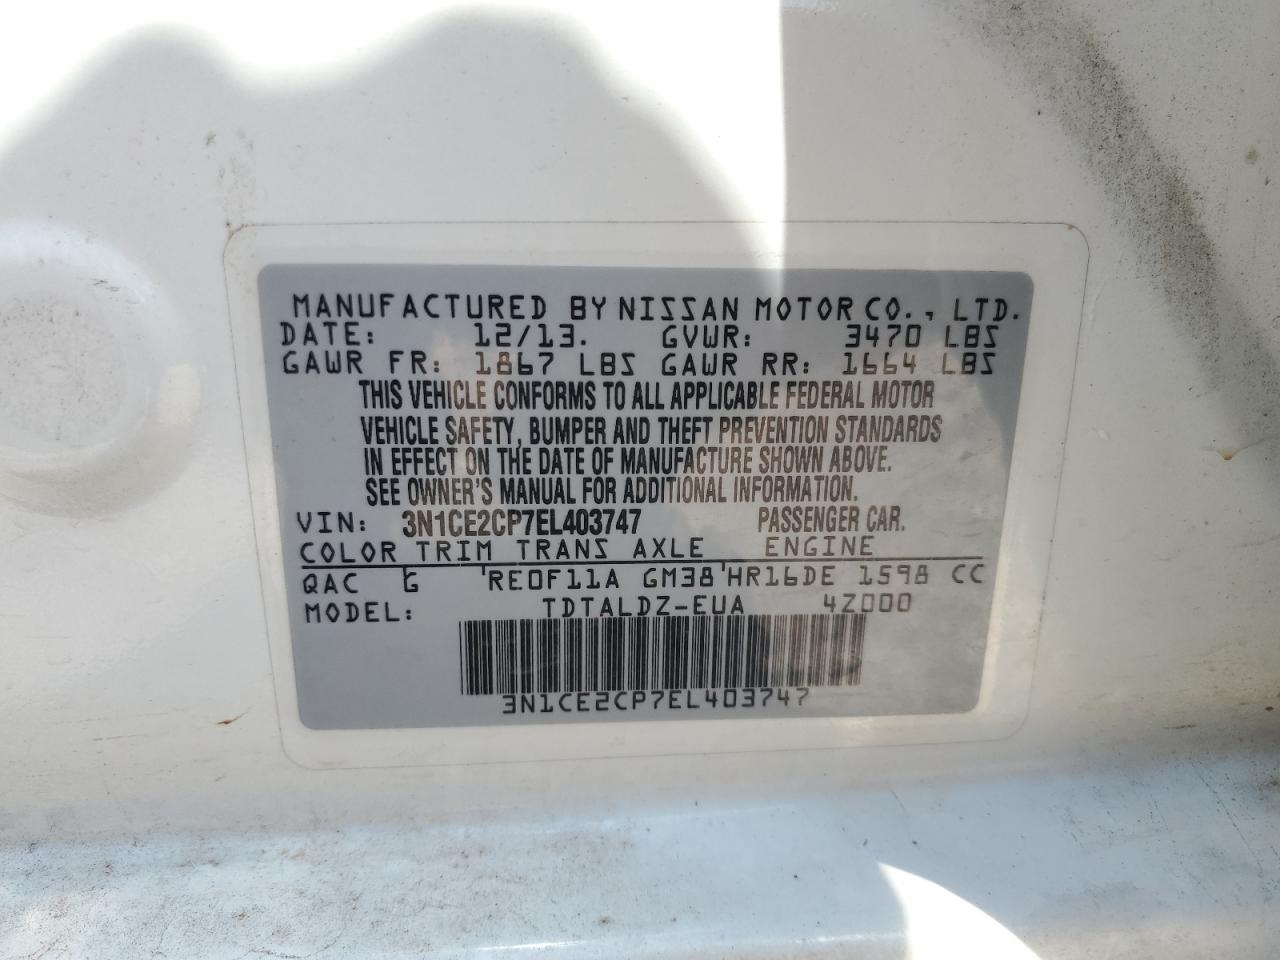 MANUFACTURED BY NISSAN MOTOR CO., LTD.
DATE: 12/13. GVWR: 3470 LBS
GAWR FR: 1867 LBS GAWR RR: 1664 LBS
THIS VEHICLE CONFORMS TO ALL APPLICABLE FEDERAL MOTOR
VEHICLE SAFETY, BUMPER AND THEFT PREVENTION STANDARDS
IN EFFECT ON THE DATE OF MANUFACTURE SHOWN ABOVE.
SEE OWNER'S MANUAL FOR ADDITIONAL INFORMATION.
VIN: 3N1CE2CP7EL403747 PASSENGER CAR.
COLOR TRIM TRANS AXLE ENGINE
QAC G RE0F11A GM38 HR16DE 1598 CC
MODEL: TDTALDZ-EUA 4Z000
3N1CE2CP7EL403747